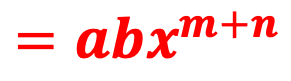 = abx^{m+n}